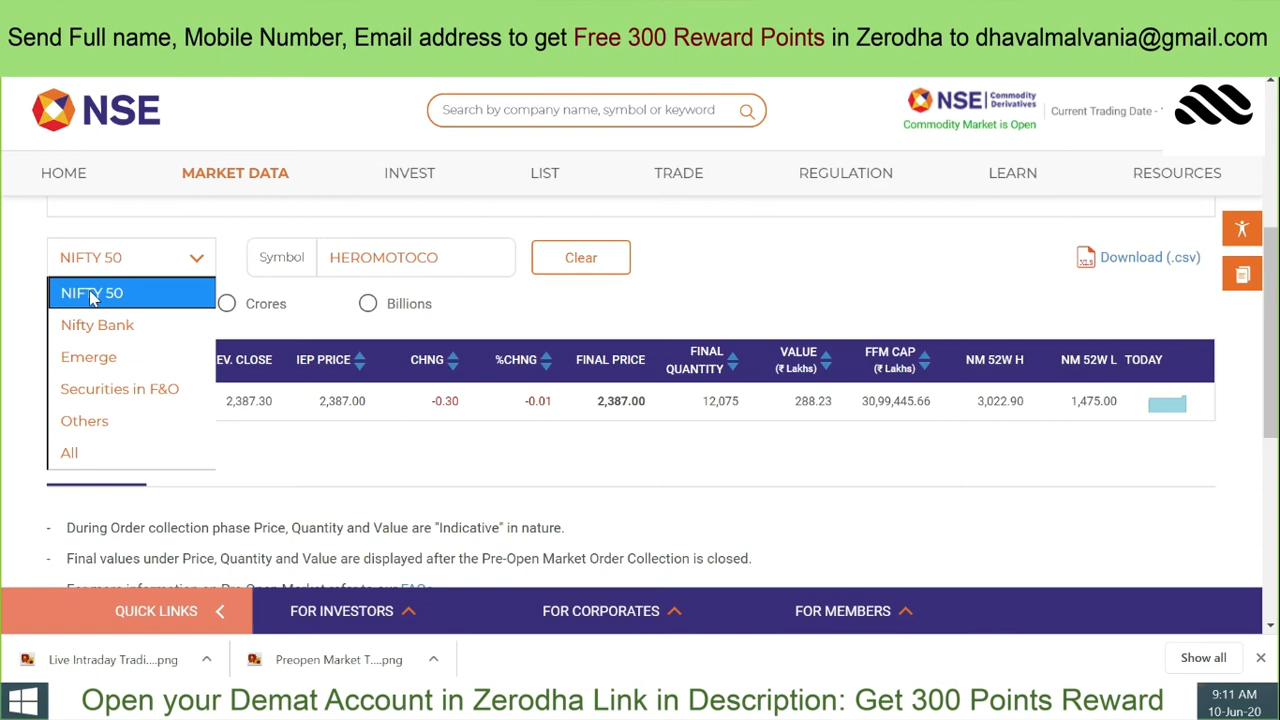 Send Full name, Mobile Number, Email address to get Free 300 Reward Points in Zerodha to dhavalmalvania@gmail.com
NSE
Search by company name, symbol or keyword
NSE Commodity Derivatives
Commodity Market is Open
Current Trading Date -
HOME MARKET DATA INVEST LIST TRADE REGULATION LEARN RESOURCES
NIFTY 50 Symbol HEROMOTOCO Clear XLS Download (.csv)
NIFTY 50
Crores Billions
Nifty Bank
Emerge
Securities in F&O
Others
All
EV. CLOSE IEP PRICE CHNG %CHNG FINAL PRICE FINAL QUANTITY VALUE (₹ Lakhs) FFM CAP (₹ Lakhs) NM 52W H NM 52W L TODAY
2,387.30 2,387.00 -0.30 -0.01 2,387.00 12,075 288.23 30,99,445.66 3,022.90 1,475.00
- During Order collection phase Price, Quantity and Value are "Indicative" in nature.
- Final values under Price, Quantity and Value are displayed after the Pre-Open Market Order Collection is closed.
QUICK LINKS FOR INVESTORS FOR CORPORATES FOR MEMBERS
Live Intraday Tradi....png Preopen Market T....png Show all
Open your Demat Account in Zerodha Link in Description: Get 300 Points Reward
9:11 AM
10-Jun-20